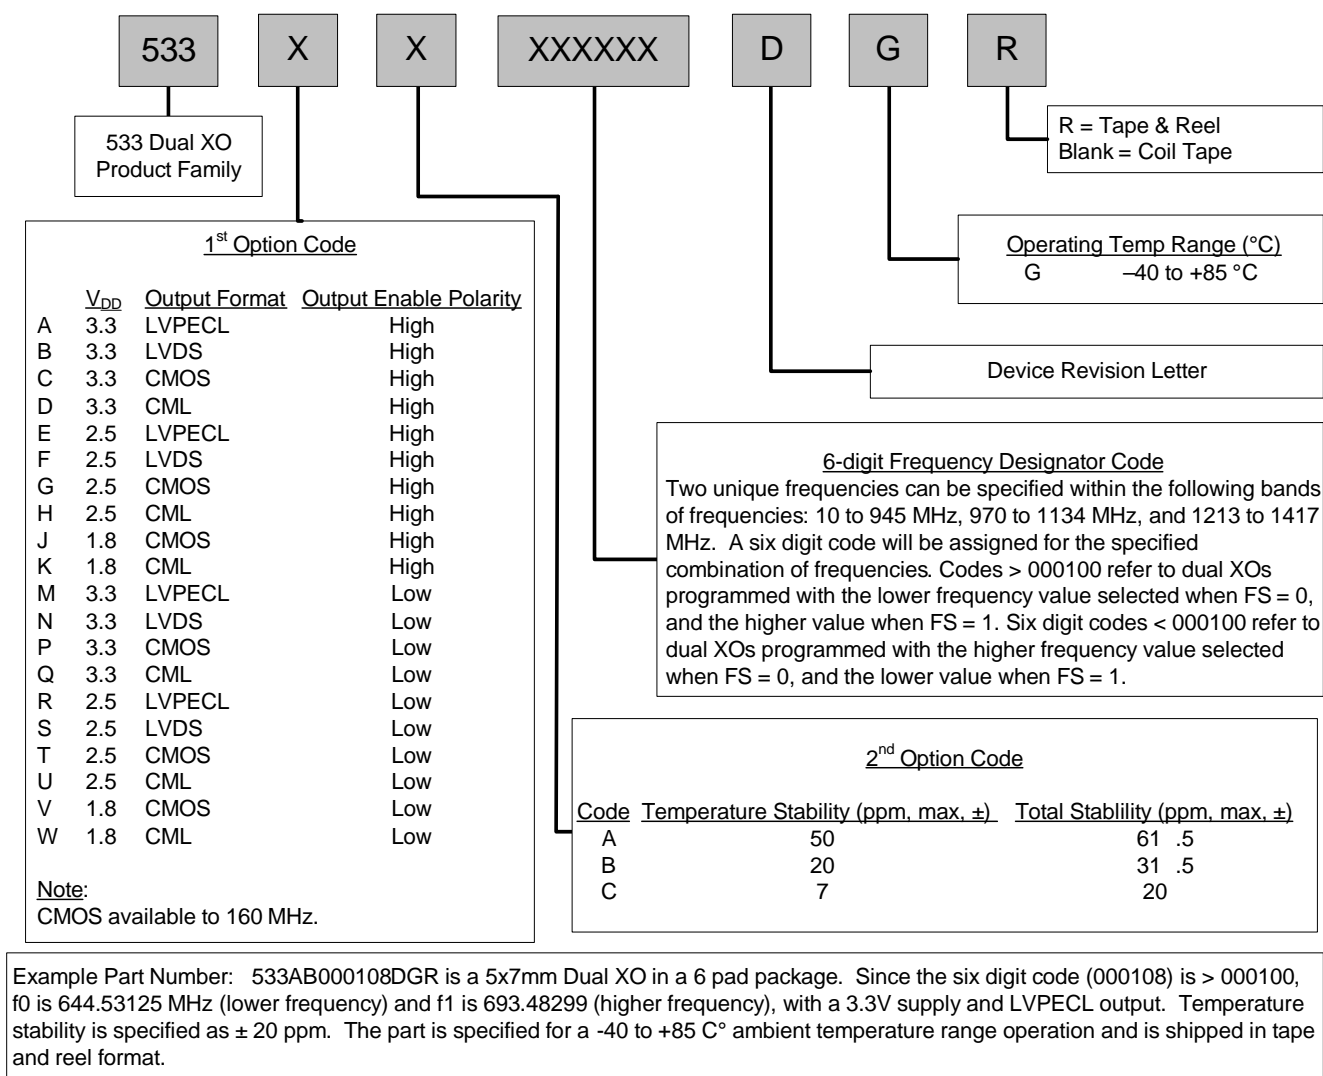 533 X X XXXXXX D G R
533 Dual XO
Product Family
R = Tape & Reel
Blank = Coil Tape
1st Option Code
VDD Output Format Output Enable Polarity
A 3.3 LVPECL High
B 3.3 LVDS High
C 3.3 CMOS High
D 3.3 CML High
E 2.5 LVPECL High
F 2.5 LVDS High
G 2.5 CMOS High
H 2.5 CML High
J 1.8 CMOS High
K 1.8 CML High
M 3.3 LVPECL Low
N 3.3 LVDS Low
P 3.3 CMOS Low
Q 3.3 CML Low
R 2.5 LVPECL Low
S 2.5 LVDS Low
T 2.5 CMOS Low
U 2.5 CML Low
V 1.8 CMOS Low
W 1.8 CML Low
Note:
CMOS available to 160 MHz.
Operating Temp Range (°C)
G –40 to +85 °C
Device Revision Letter
6-digit Frequency Designator Code
Two unique frequencies can be specified within the following bands
of frequencies: 10 to 945 MHz, 970 to 1134 MHz, and 1213 to 1417
MHz. A six digit code will be assigned for the specified
combination of frequencies. Codes > 000100 refer to dual XOs
programmed with the lower frequency value selected when FS = 0,
and the higher value when FS = 1. Six digit codes < 000100 refer to
dual XOs programmed with the higher frequency value selected
when FS = 0, and the lower value when FS = 1.
2nd Option Code
Code Temperature Stability (ppm, max, ±) Total Stablility (ppm, max, ±)
A 50 61 .5
B 20 31 .5
C 7 20
Example Part Number: 533AB000108DGR is a 5x7mm Dual XO in a 6 pad package. Since the six digit code (000108) is > 000100,
f0 is 644.53125 MHz (lower frequency) and f1 is 693.48299 (higher frequency), with a 3.3V supply and LVPECL output. Temperature
stability is specified as ± 20 ppm. The part is specified for a -40 to +85 C° ambient temperature range operation and is shipped in tape
and reel format.